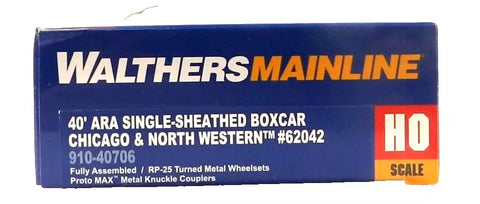 WALTHERSMAINLINE
40' ARA SINGLE-SHEATHED BOXCAR
CHICAGO & NORTH WESTERN™ #62042
910-40706
Fully Assembled / RP-25 Turned Metal Wheelsets
Proto MAX™ Metal Knuckle Couplers
HO
SCALE